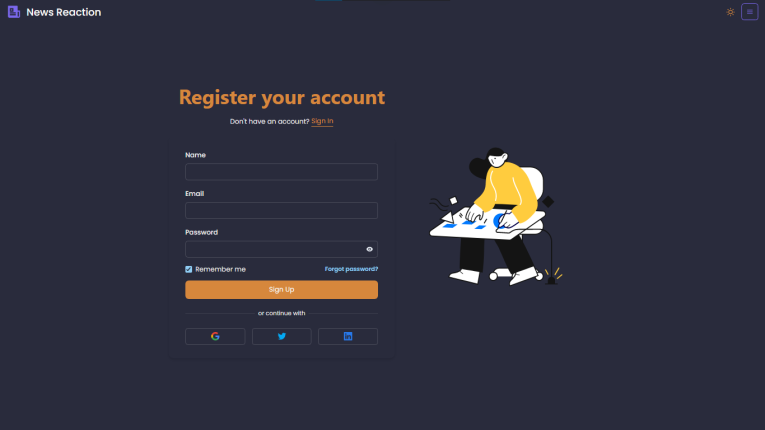 News Reaction
Register your account
Don't have an account? Sign In
Name
Email
Password
Remember me
Forgot password?
Sign Up
or continue with